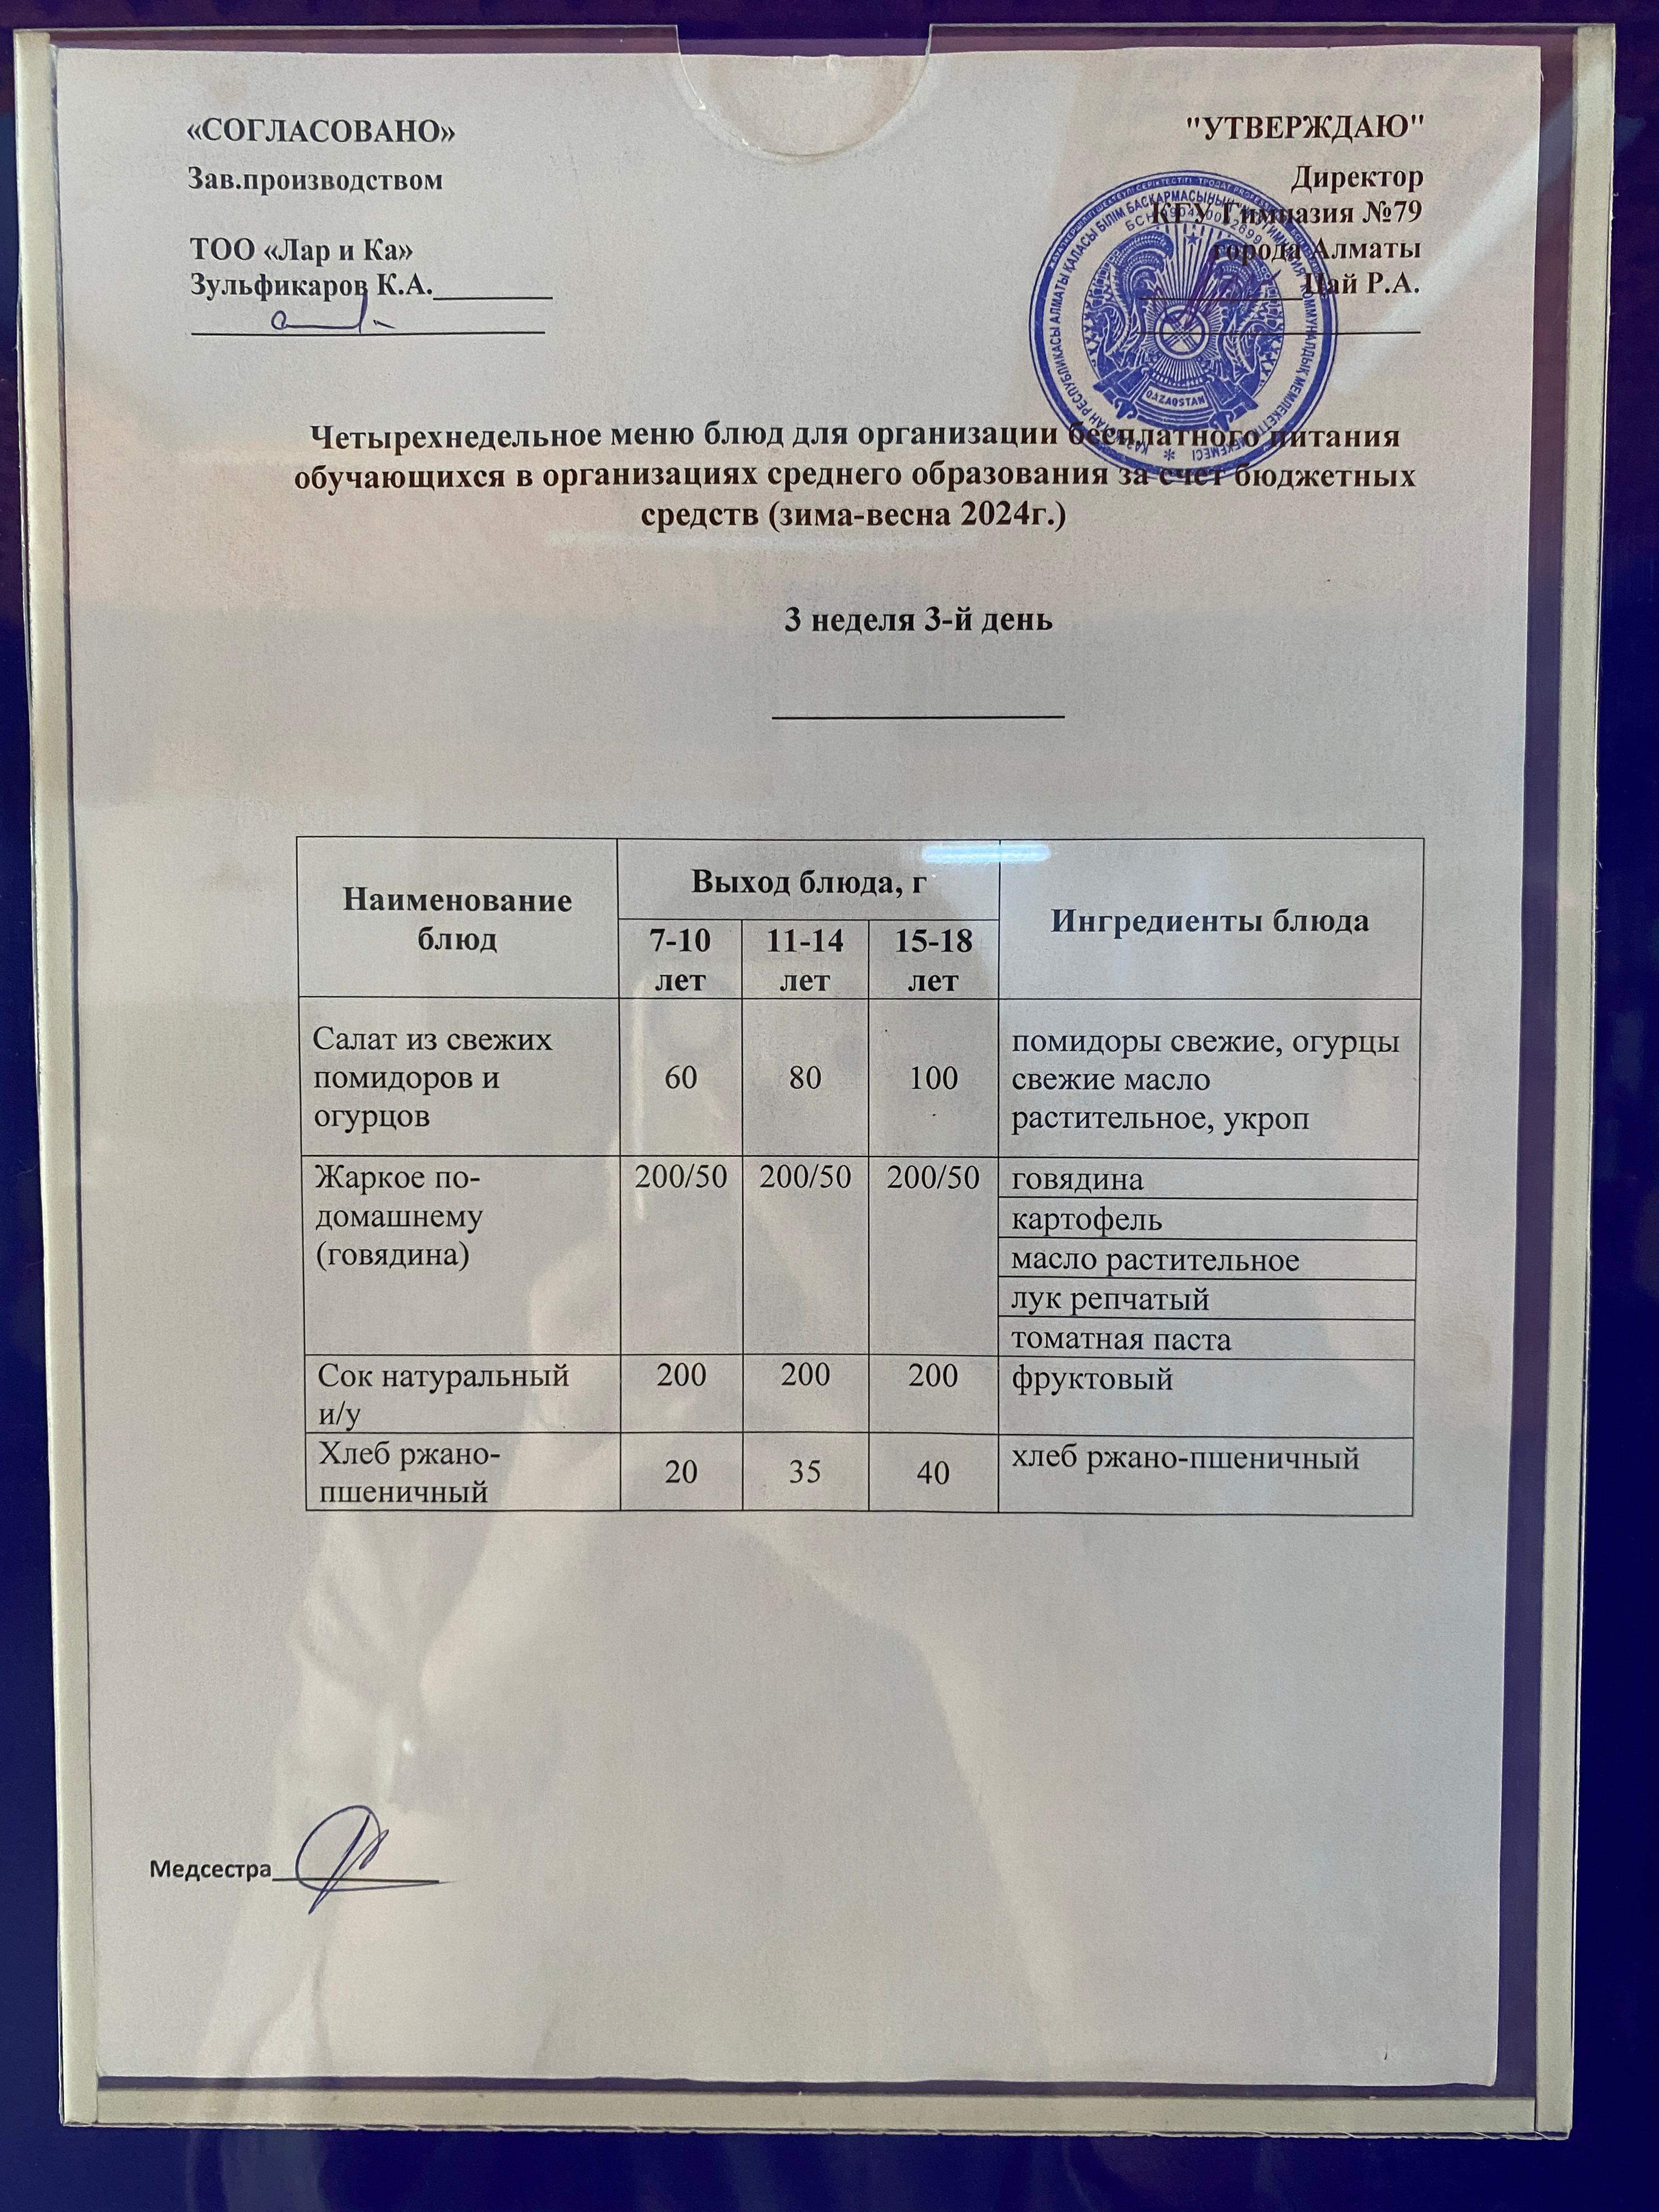 «СОГЛАСОВАНО»
Зав.производством
ТОО «Лар и Ка»
Зульфикаров К.А.
"УТВЕРЖДАЮ"
Директор
КГУ Гимназия №79
города Алматы
Цай Р.А.
QAZAQSTAN
Четырехнедельное меню блюд для организации бесплатного питания
обучающихся в организациях среднего образования за счет бюджетных
средств (зима-весна 2024г.)
3 неделя 3-й день
Наименование
блюд
Выход блюда, г
7-10
лет
11-14
лет
15-18
лет
Ингредиенты блюда
Салат из свежих
помидоров и
огурцов
60
80
100
помидоры свежие, огурцы
свежие масло
растительное, укроп
Жаркое по-
домашнему
(говядина)
200/50
200/50
200/50
говядина
картофель
масло растительное
лук репчатый
томатная паста
Сок натуральный
и/у
200
200
200
фруктовый
Хлеб ржано-
пшеничный
20
35
40
хлеб ржано-пшеничный
Медсестра